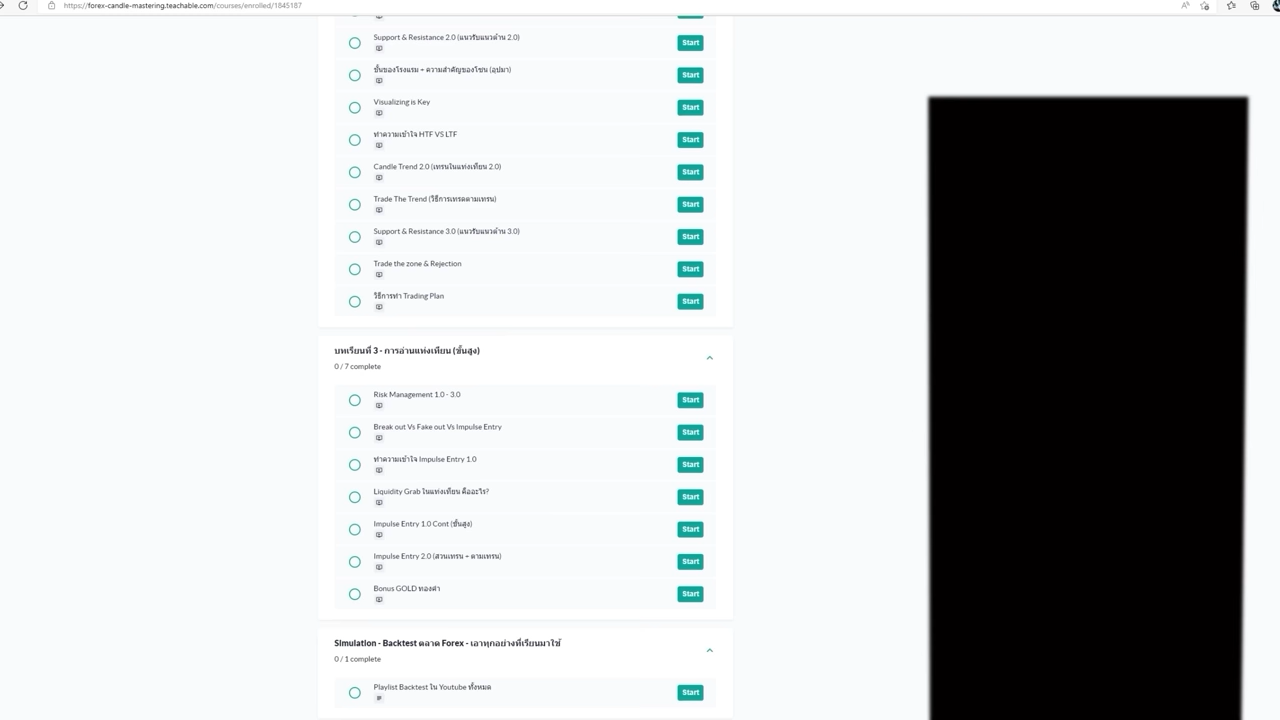 https://forex-candle-mastering.teachable.com/courses/enrolled/1845187
Support & Resistance 2.0 (แนวรับแนวต้าน 2.0)
Start
ชั้นของโรงแรม + ความสำคัญของโซน (อุปมา)
Start
Visualizing is Key
Start
ทำความเข้าใจ HTF VS LTF
Start
Candle Trend 2.0 (เทรนในแท่งเทียน 2.0)
Start
Trade The Trend (วิธีการเทรดตามเทรน)
Start
Support & Resistance 3.0 (แนวรับแนวต้าน 3.0)
Start
Trade the zone & Rejection
Start
วิธีการทำ Trading Plan
Start
บทเรียนที่ 3 - การอ่านแท่งเทียน (ขั้นสูง)
0 / 7 complete
Risk Management 1.0 - 3.0
Start
Break out Vs Fake out Vs Impulse Entry
Start
ทำความเข้าใจ Impulse Entry 1.0
Start
Liquidity Grab ในแท่งเทียน คืออะไร?
Start
Impulse Entry 1.0 Cont (ขั้นสูง)
Start
Impulse Entry 2.0 (สวนเทรน + ตามเทรน)
Start
Bonus GOLD ทองคำ
Start
Simulation - Backtest ตลาด Forex - เอาทุกอย่างที่เรียนมาใช้
0 / 1 complete
Playlist Backtest ใน Youtube ทั้งหมด
Start